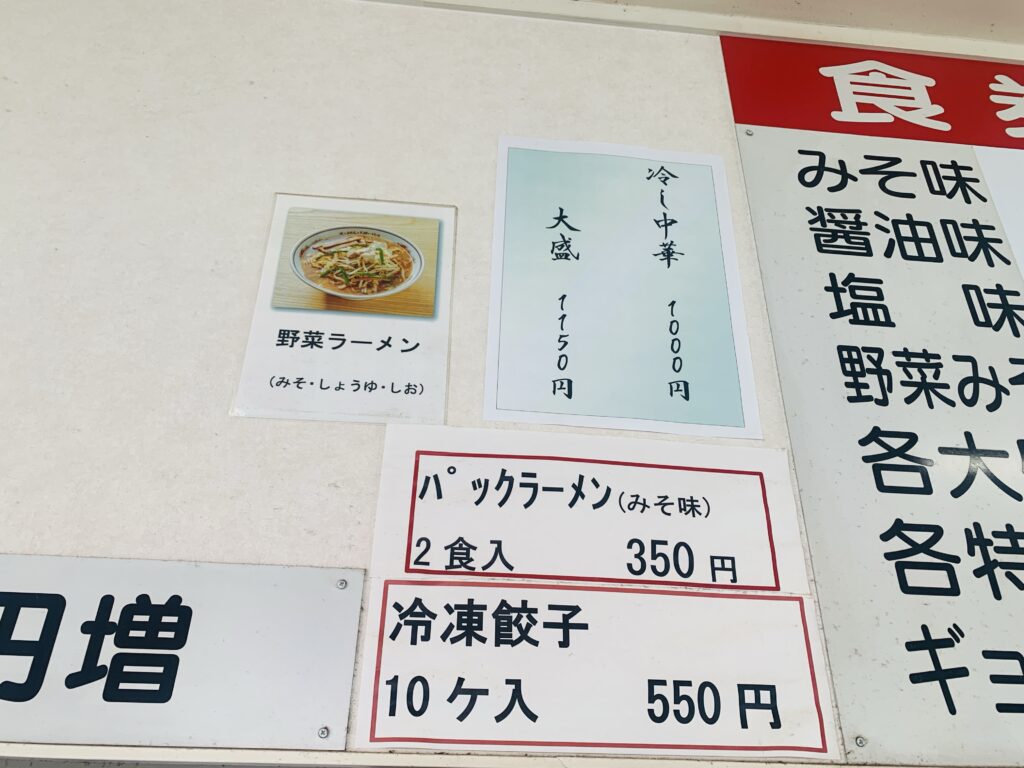 野菜ラーメン
(みそ・しょうゆ・しお)
冷し中華 1000円
大盛 1150円
パックラーメン(みそ味)
2食入 350円
冷凍餃子
10ケ入 550円
円増
食
みそ味
醤油味
塩 味
野菜みそ
各大
各特
ギョ